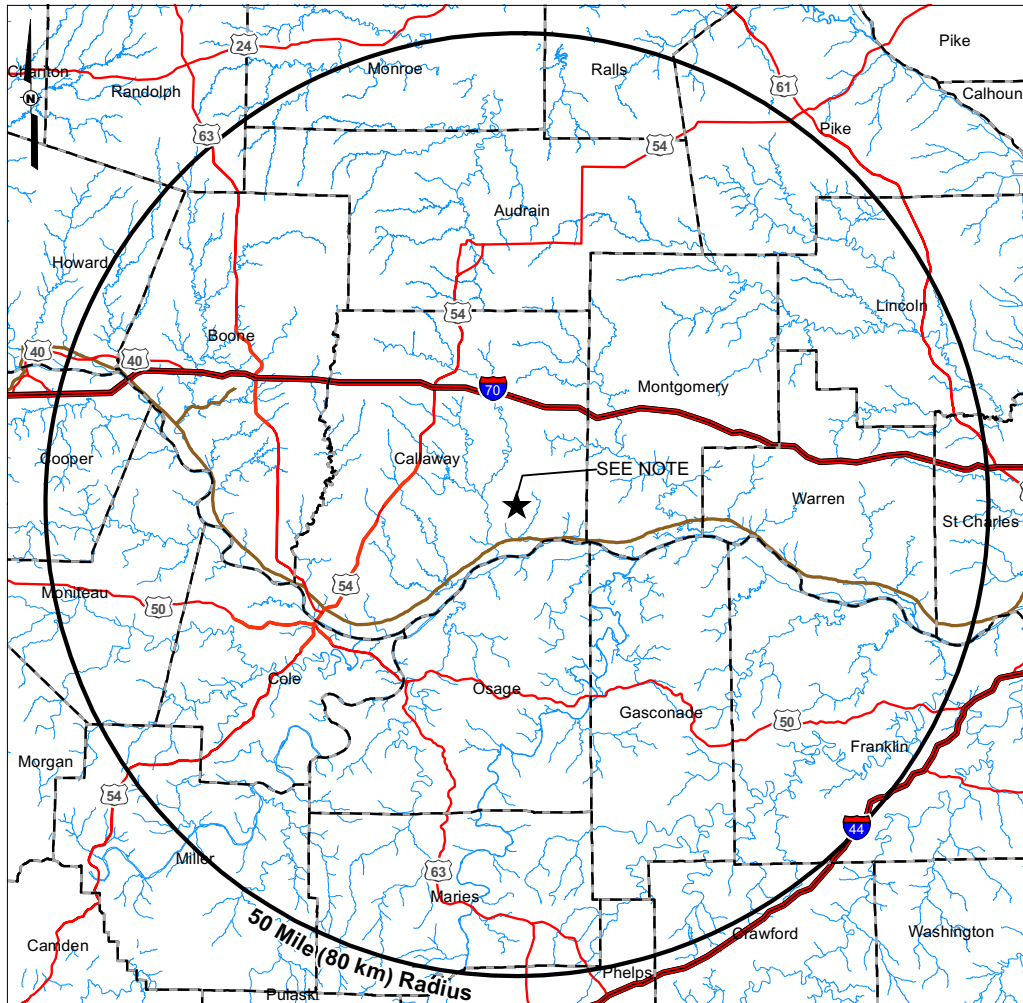 24
Pike
Chariton
Monroe
Ralls
61
Randolph
Calhoun
N
63
Pike
54
Audrain
Howard
Lincoln
54
Boone
40
40
70
Montgomery
Cooper
Callaway
SEE NOTE
Warren
St Charles
54
Moniteau
50
Cole
Osage
Gasconade
50
Franklin
Morgan
54
44
Miller
63
Maries
50 Mile (80 km) Radius
Crawford
Washington
Camden
Phelps
Pulaski